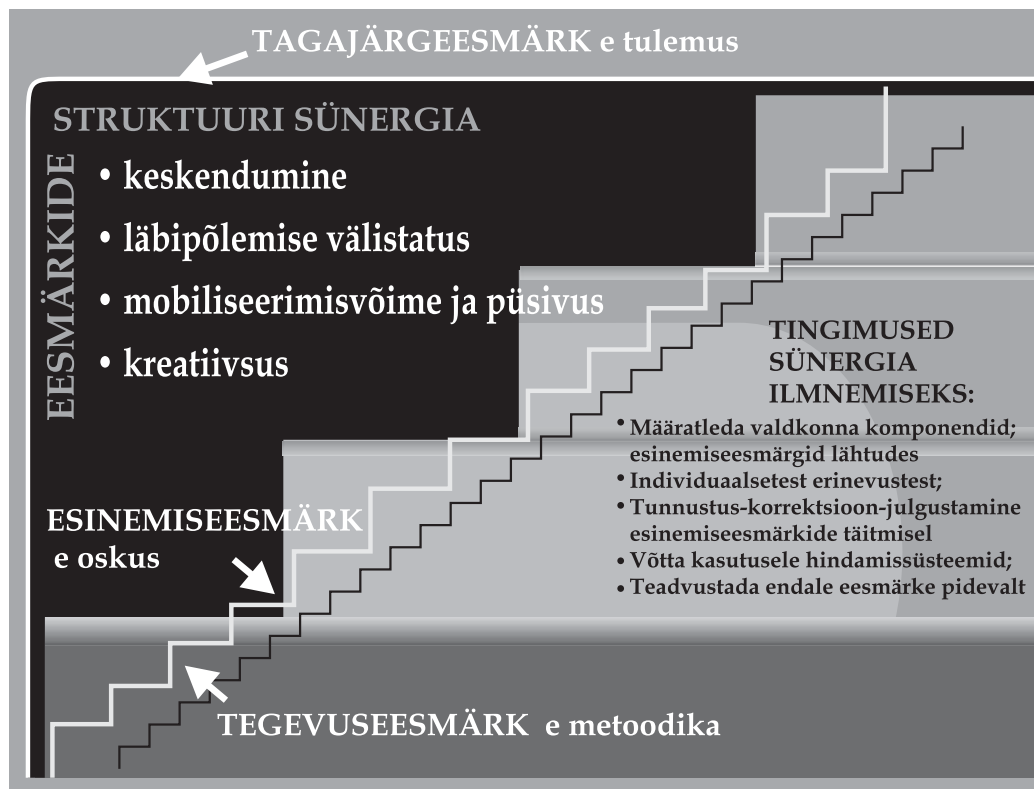 TAGAJÄRGEESMÄRK e tulemus
STRUKTUURI SÜNERGIA
EESMÄRKIDE
• keskendumine
• läbipõlemise välistatus
• mobiliseerimisvõime ja püsivus
• kreatiivsus
TINGIMUSED
SÜNERGIA
ILMNEMISEKS:
• Määratleda valdkonna komponendid;
esinemiseesmärgid lähtudes
• Individuaalsetest erinevustest;
• Tunnustus-korrektsioon-julgustamine
esinemiseesmärkide täitmisel
• Võtta kasutusele hindamissüsteemid;
• Teadvustada endale eesmärke pidevalt
ESINEMISEESMÄRK
e oskus
TEGEVUSEESMÄRK e metoodika